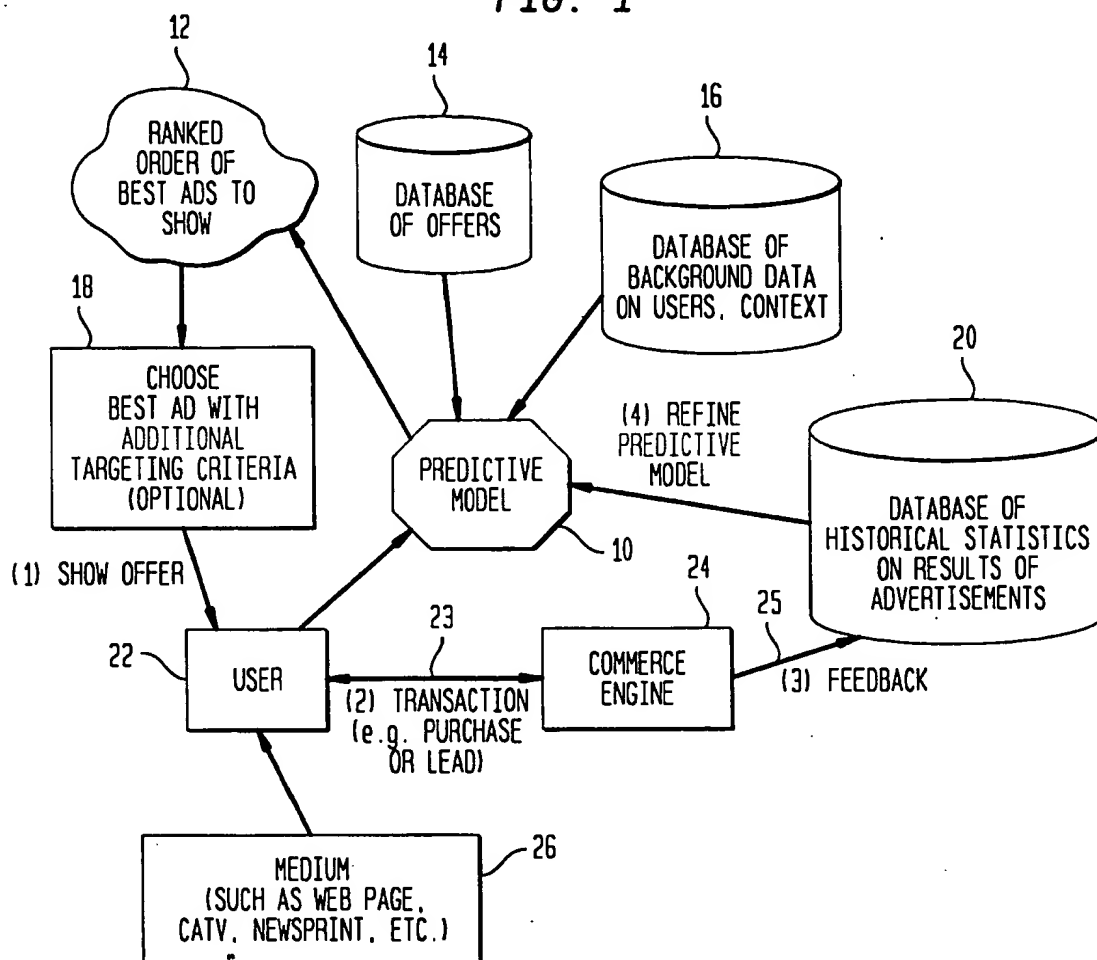 FIG. 1
12
14
16
RANKED
ORDER OF
BEST ADS TO
SHOW
DATABASE
OF OFFERS
DATABASE OF
BACKGROUND DATA
ON USERS, CONTEXT
18
20
CHOOSE
BEST AD WITH
ADDITIONAL
TARGETING CRITERIA
(OPTIONAL)
(4) REFINE
PREDICTIVE
MODEL
PREDICTIVE
MODEL
10
DATABASE OF
HISTORICAL STATISTICS
ON RESULTS OF
ADVERTISEMENTS
(1) SHOW OFFER
22
USER
23
(2) TRANSACTION
(e.g. PURCHASE
OR LEAD)
24
COMMERCE
ENGINE
25
(3) FEEDBACK
26
MEDIUM
(SUCH AS WEB PAGE,
CATV, NEWSPRINT, ETC.)